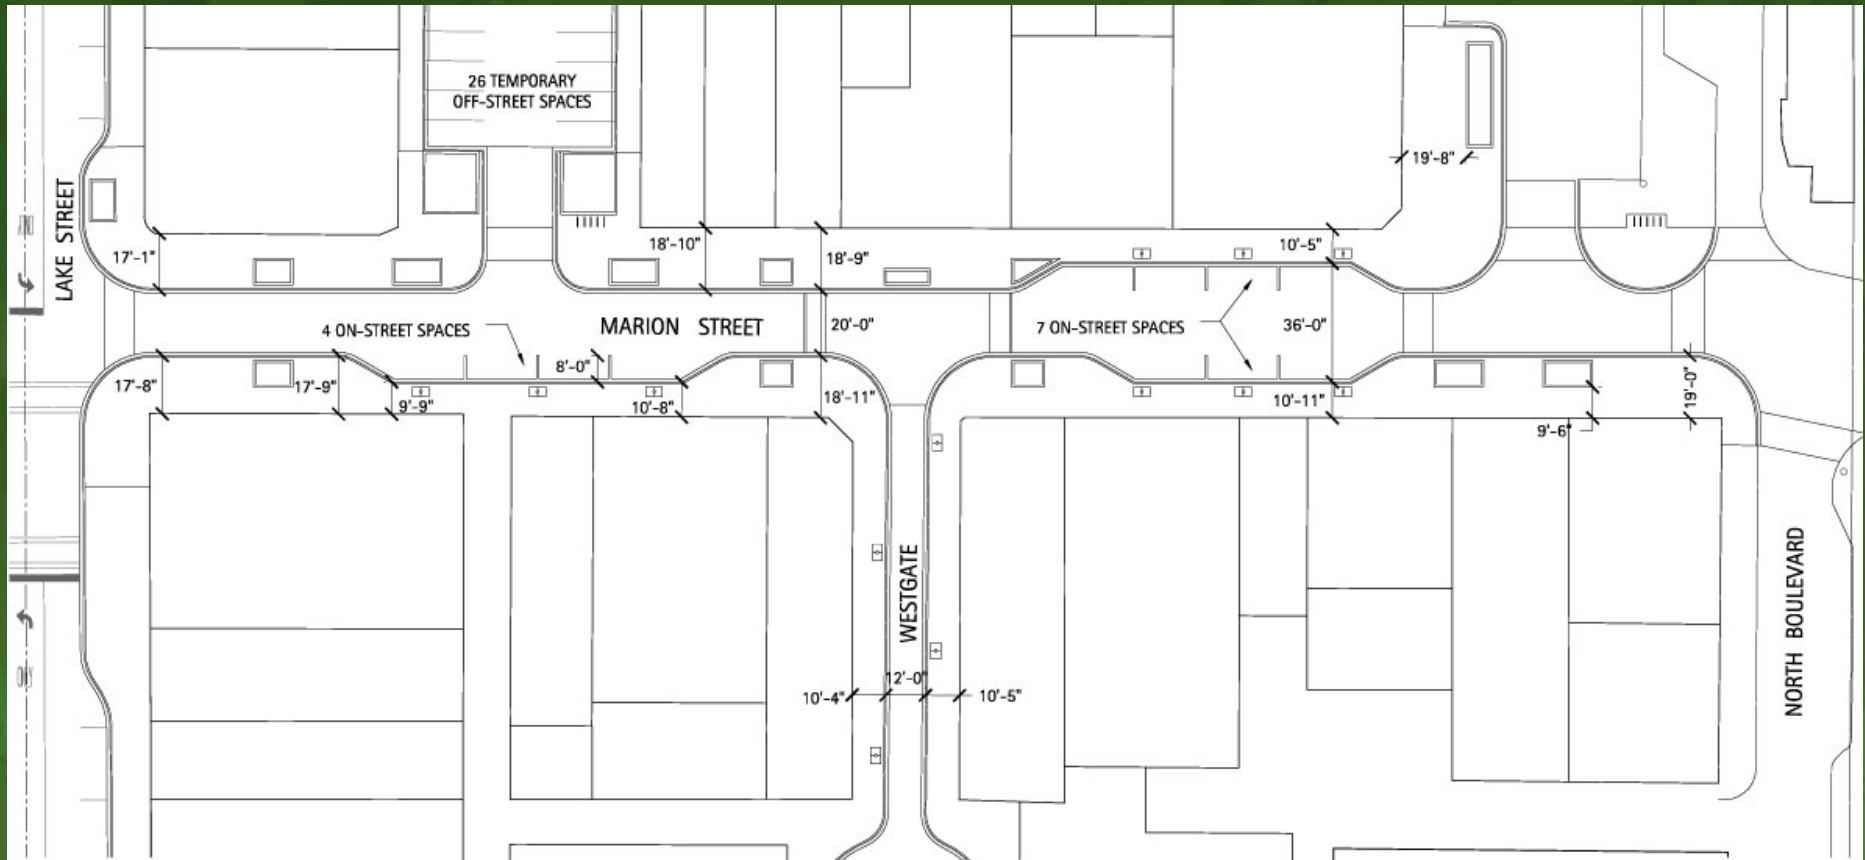 26 TEMPORARY
OFF-STREET SPACES
19'-8"
LAKE STREET
17'-1"
18'-10"
18'-9"
10'-5"
4 ON-STREET SPACES
MARION STREET
20'-0"
7 ON-STREET SPACES
36'-0"
8'-0"
17'-8"
17'-9"
9'-9"
10'-8"
18'-11"
10'-11"
19'-0"
9'-6"
WESTGATE
NORTH BOULEVARD
ONLY
12'-0"
10'-4"
10'-5"